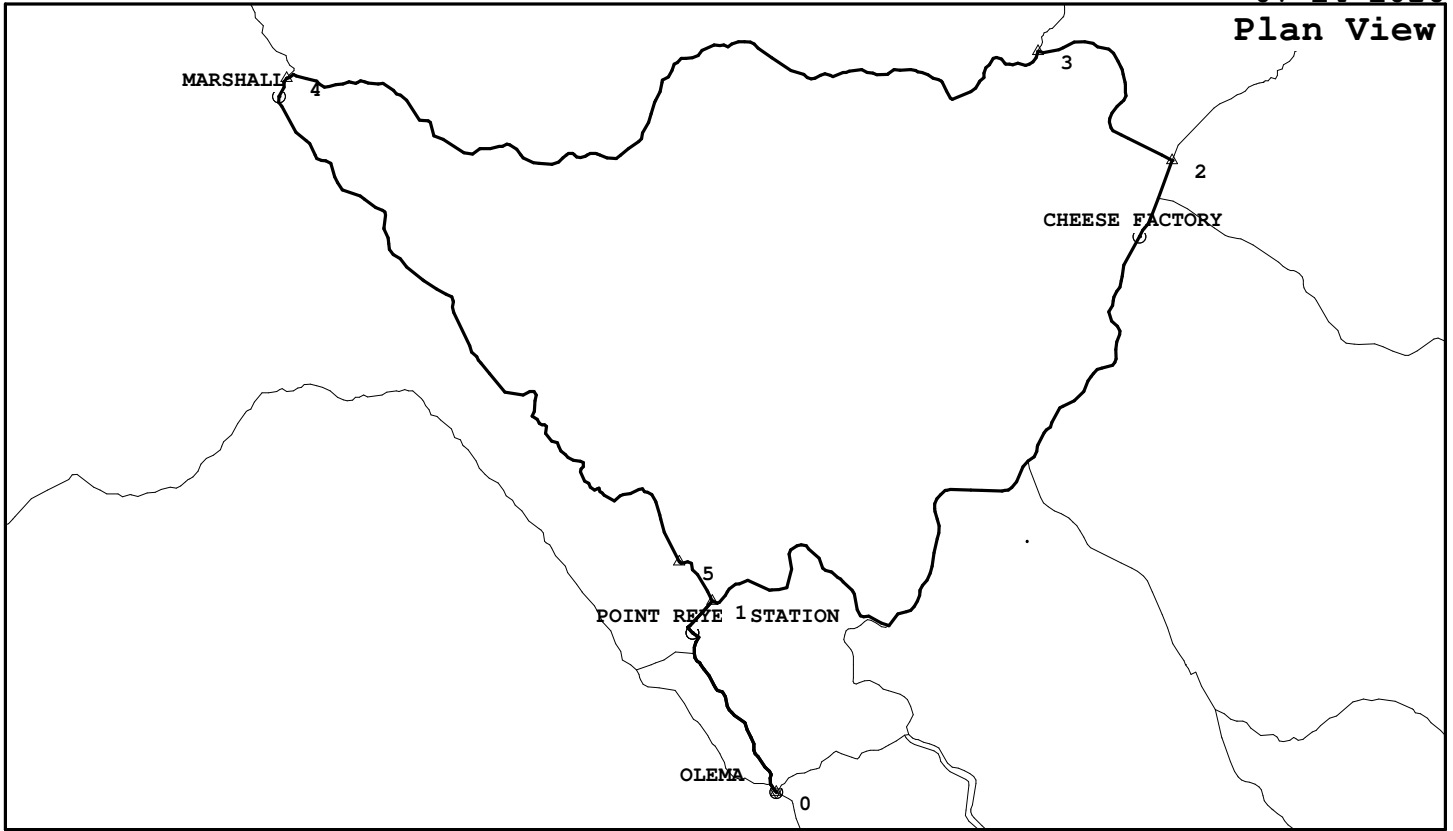 Plan View
MARSHALL
4
3
2
CHEESE FACTORY
5
POINT REYE 1 STATION
OLEMA
0